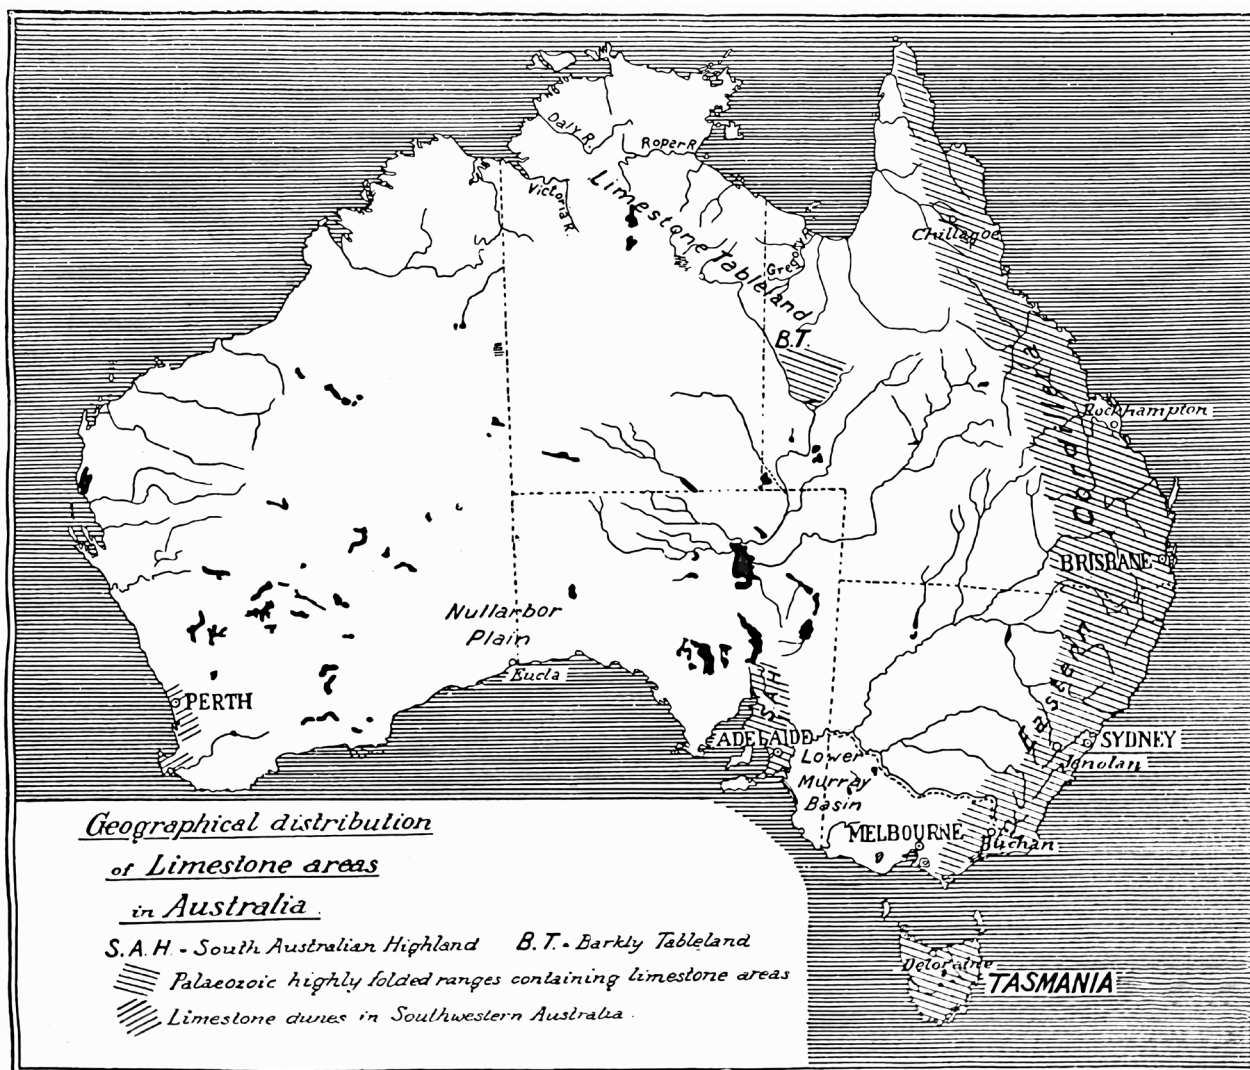 Daly R.
Roper R
Victoria R.
Limestone Tableland
Gregory
Chillagoe
B.T.
Rockhampton
Eastern Cordillera
BRISBANE
Nullarbor
Plain
Eucla
PERTH
SAH
ADELAIDE
SYDNEY
Jenolan
Lower
Murray
Basin
MELBOURNE
Buchan
Deloraine
TASMANIA
Geographical distribution
of Limestone areas
in Australia.
S.A.H. - South Australian Highland B.T. - Barkly Tableland
Palaeozoic highly folded ranges containing limestone areas
Limestone dunes in Southwestern Australia.